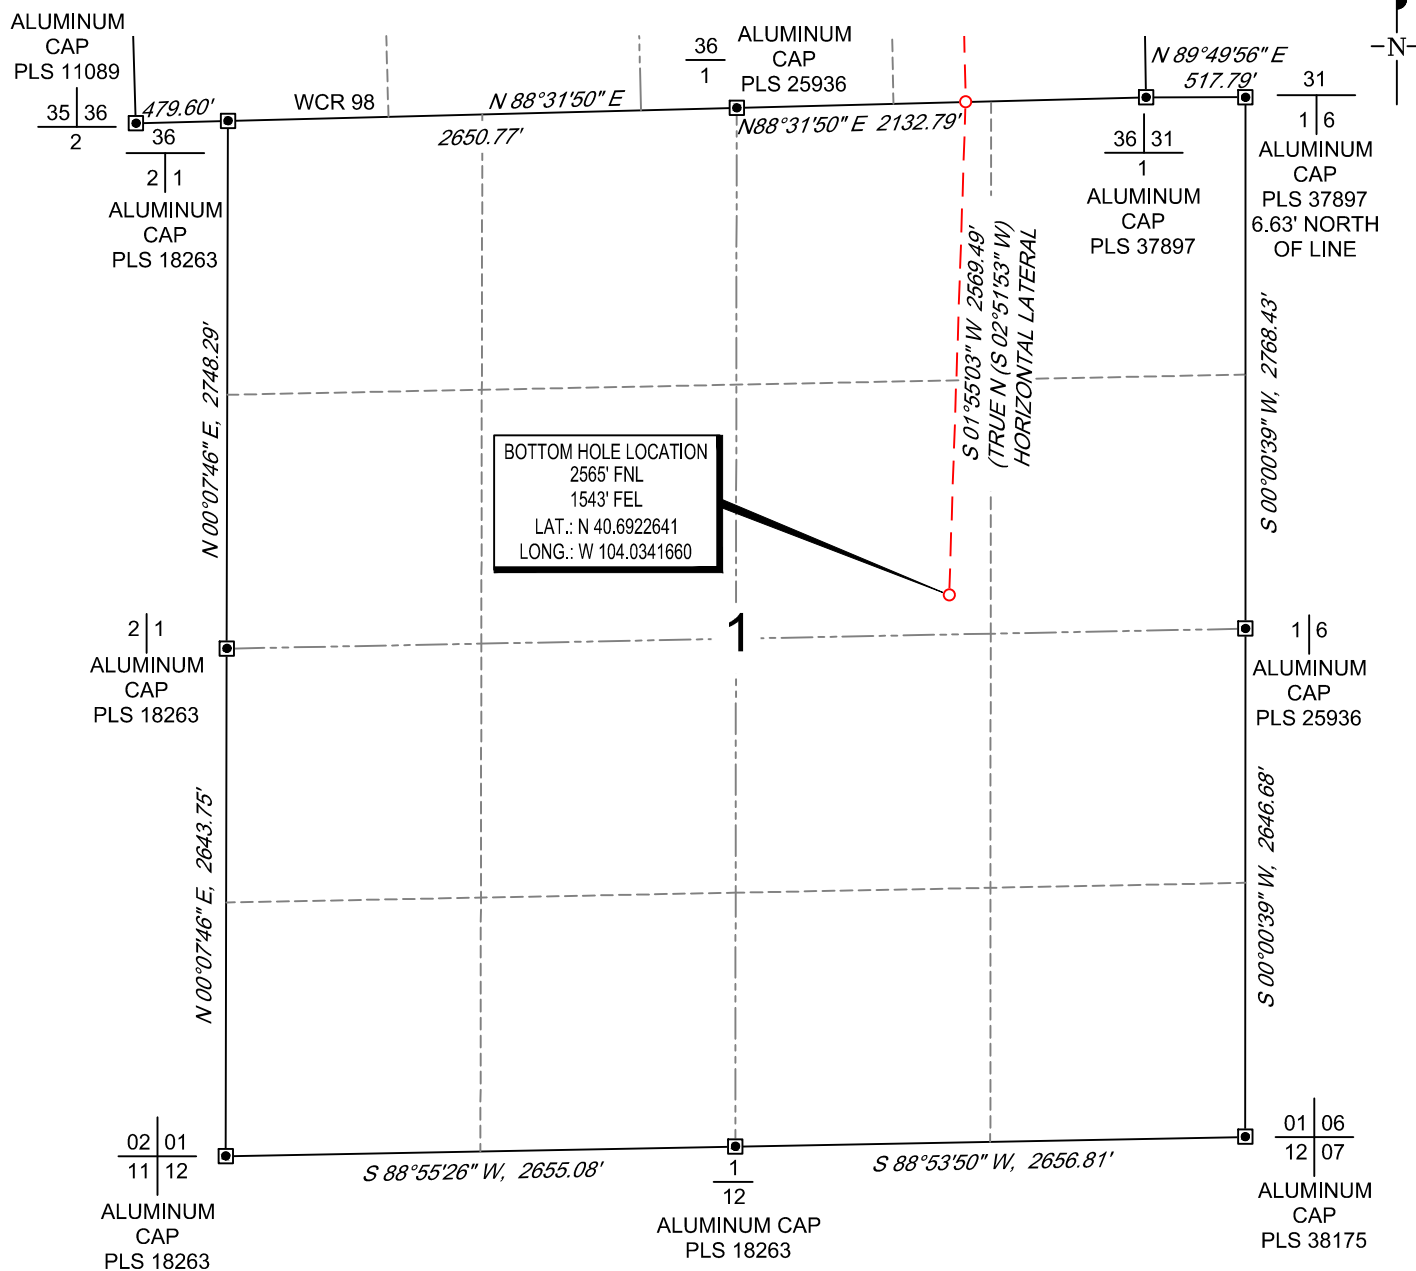 ALUMINUM
CAP
PLS 11089
35 36
2
479.60'
WCR 98
N 88°31'50" E
2650.77'
36
1
ALUMINUM
CAP
PLS 25936
N88°31'50" E 2132.79'
N 89°49'56" E
517.79'
-N-
31
1 6
ALUMINUM
CAP
PLS 37897
6.63' NORTH
OF LINE
36
2 1
ALUMINUM
CAP
PLS 18263
36 31
1
ALUMINUM
CAP
PLS 37897
S 01°55'03" W 2569.49'
(TRUE N (S 02°51'53" W)
HORIZONTAL LATERAL
N 00°07'46" E, 2748.29'
S 00°00'39" W, 2768.43'
BOTTOM HOLE LOCATION
2565' FNL
1543' FEL
LAT.: N 40.6922641
LONG.: W 104.0341660
1
2 1
ALUMINUM
CAP
PLS 18263
1 6
ALUMINUM
CAP
PLS 25936
N 00°07'46" E, 2643.75'
S 00°00'39" W, 2646.68'
02 01
11 12
ALUMINUM
CAP
PLS 18263
S 88°55'26" W, 2655.08'
1
12
ALUMINUM CAP
PLS 18263
S 88°53'50" W, 2656.81'
01 06
12 07
ALUMINUM
CAP
PLS 38175